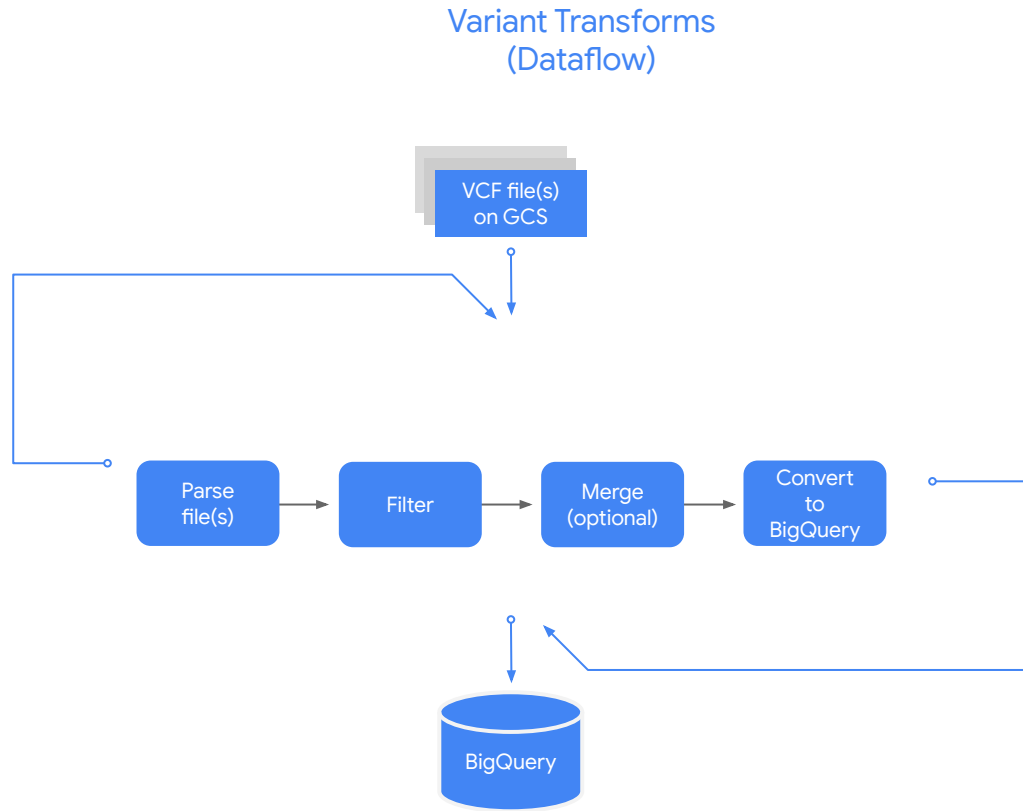 Variant Transforms
(Dataflow)
VCF file(s)
on GCS
Parse
file(s)
Filter
Merge
(optional)
Convert
to
BigQuery
BigQuery